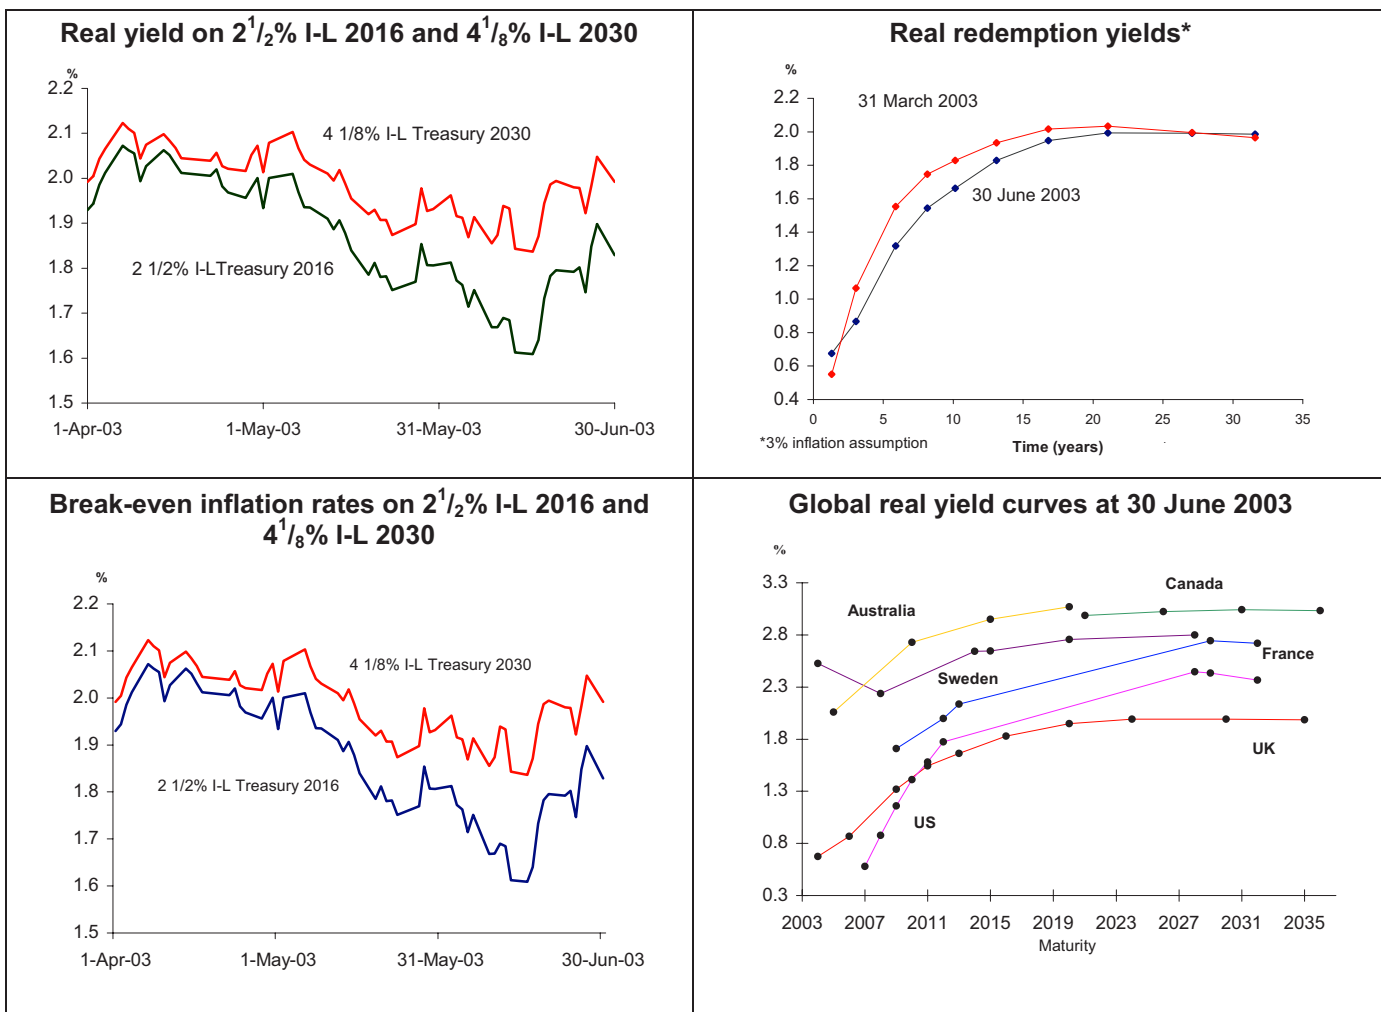 Real yield on 2 1/2% I-L 2016 and 4 1/8% I-L 2030
%
2.2
2.1
2.0
1.9
1.8
1.7
1.6
1.5
4 1/8% I-L Treasury 2030
2 1/2% I-LTreasury 2016
1-Apr-03 1-May-03 31-May-03 30-Jun-03
Real redemption yields*
%
2.2
2.0
1.8
1.6
1.4
1.2
1.0
0.8
0.6
0.4
31 March 2003
30 June 2003
0 5 10 15 20 25 30 35
*3% inflation assumption
Time (years)
Break-even inflation rates on 2 1/2% I-L 2016 and
4 1/8% I-L 2030
%
2.2
2.1
2.0
1.9
1.8
1.7
1.6
1.5
4 1/8% I-L Treasury 2030
2 1/2% I-L Treasury 2016
1-Apr-03 1-May-03 31-May-03 30-Jun-03
Global real yield curves at 30 June 2003
%
3.3
2.8
2.3
1.8
1.3
0.8
0.3
Canada
Australia
France
Sweden
UK
US
2003 2007 2011 2015 2019 2023 2027 2031 2035
Maturity